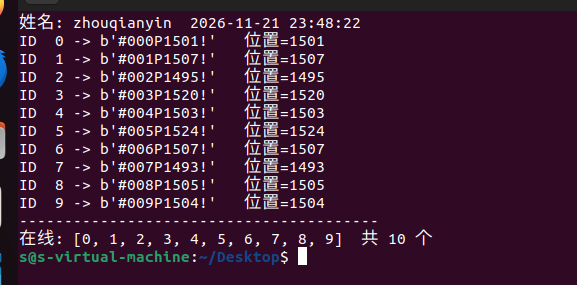 姓名: zhouqianyin  2026-11-21 23:48:22
ID  0 -> b'#000P1501!'   位置=1501
ID  1 -> b'#001P1507!'   位置=1507
ID  2 -> b'#002P1495!'   位置=1495
ID  3 -> b'#003P1520!'   位置=1520
ID  4 -> b'#004P1503!'   位置=1503
ID  5 -> b'#005P1524!'   位置=1524
ID  6 -> b'#006P1507!'   位置=1507
ID  7 -> b'#007P1493!'   位置=1493
ID  8 -> b'#008P1505!'   位置=1505
ID  9 -> b'#009P1504!'   位置=1504
----------------------------------------
在线: [0, 1, 2, 3, 4, 5, 6, 7, 8, 9]  共 10 个
s@s-virtual-machine:~/Desktop$